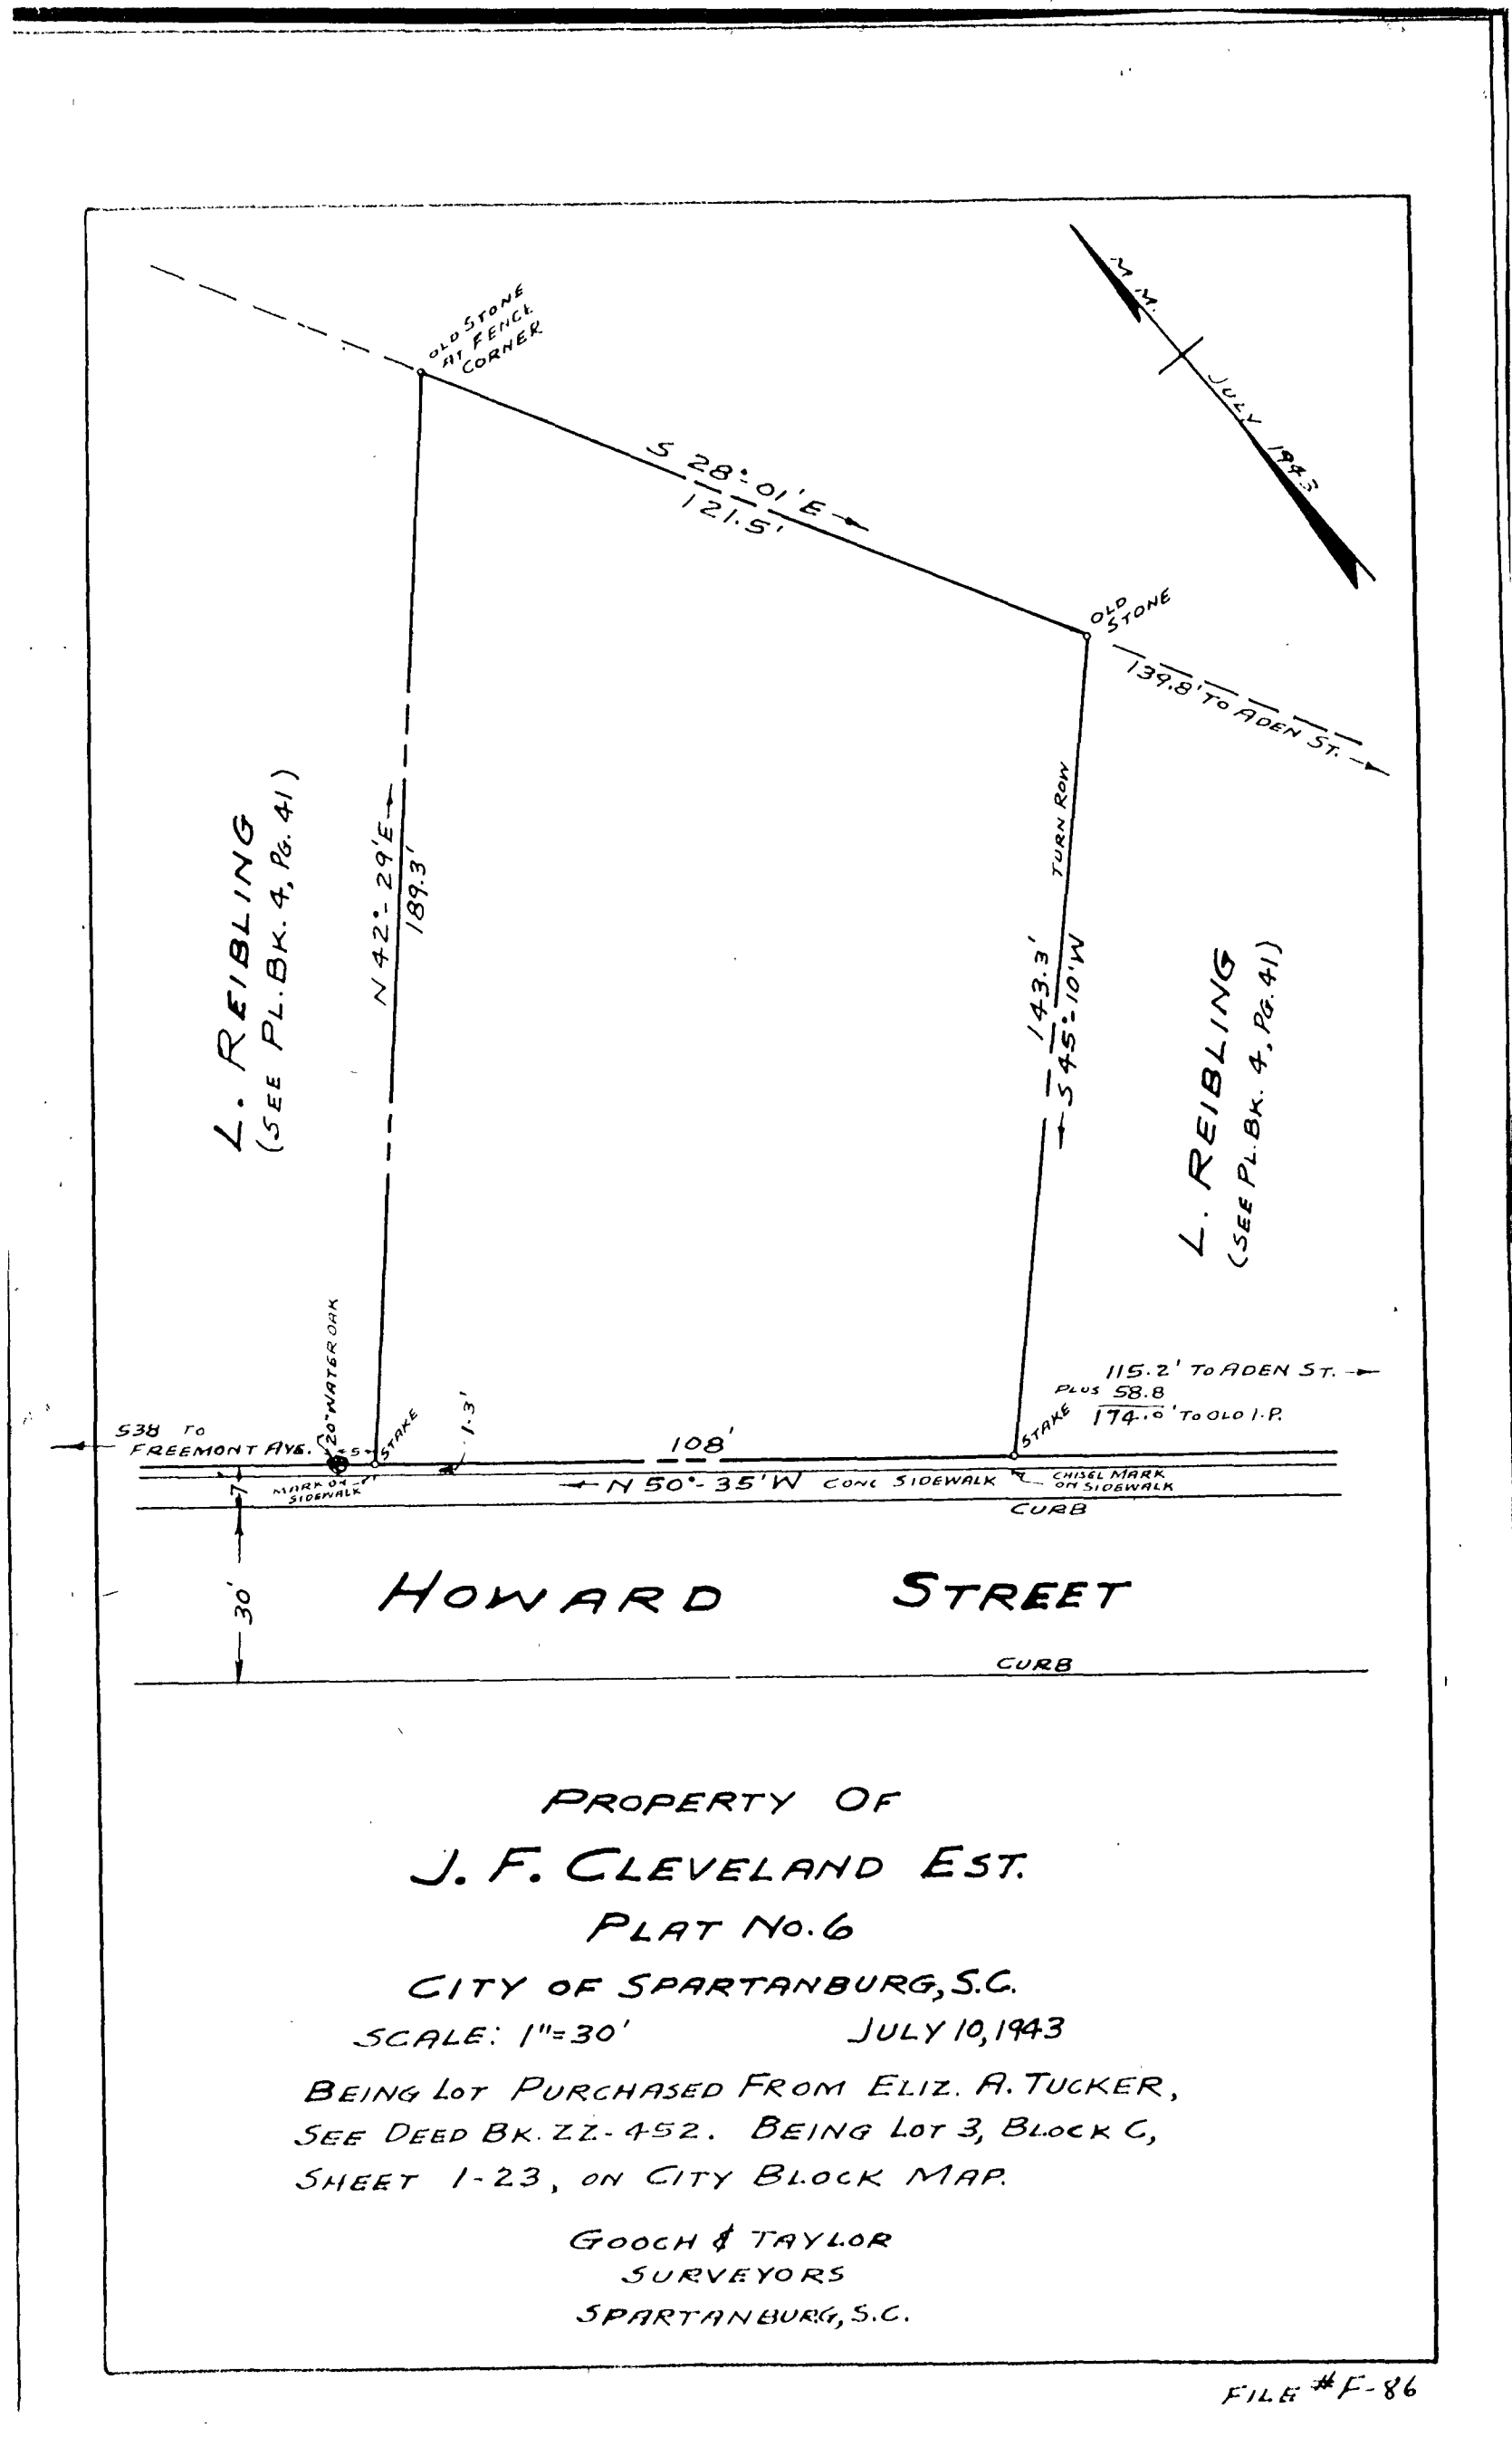 M.M.
JULY 1943
OLD STONE
AT FENCE
CORNER
S 28°-01'E
121.5'
OLD
STONE
139.8' TO ADEN ST.
L. REIBLING
(SEE PL.BK. 4, PG. 41)
N 42°-29'E
189.3'
TURN ROW
143.3'
S 45°-10'W
L. REIBLING
(SEE PL.BK. 4, PG. 41)
20" WATER OAK
STAKE
1.3'
115.2' TO ADEN ST.
PLUS 58.8
174.0' TO OLD I.P.
STAKE
538 TO
FREEMONT AVE.
5
108'
MARK ON
SIDEWALK
7'
N 50°-35'W CONC SIDEWALK
CHISEL MARK
ON SIDEWALK
CURB
30'
HOWARD STREET
CURB
PROPERTY OF
J. F. CLEVELAND EST.
PLAT NO. 6
CITY OF SPARTANBURG, S.C.
SCALE: 1"=30' JULY 10, 1943
BEING LOT PURCHASED FROM ELIZ. A. TUCKER,
SEE DEED BK. ZZ-452. BEING LOT 3, BLOCK C,
SHEET 1-23, ON CITY BLOCK MAP.
GOOCH & TAYLOR
SURVEYORS
SPARTANBURG, S.C.
FILE #F-86